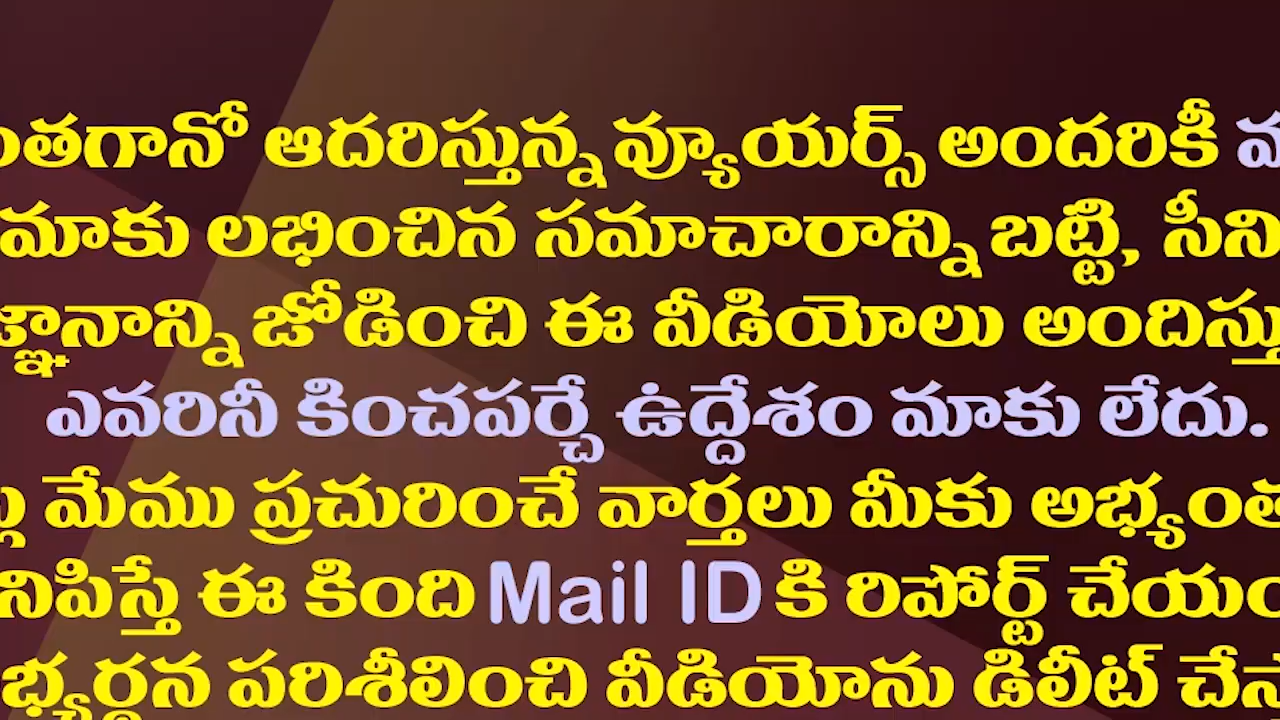 ంతగానో ఆదరిస్తున్న వ్యూయర్స్ అందరికీ
మాకు లభించిన సమాచారాన్ని బట్టి, సీని
జ్ఞానాన్ని జోడించి ఈ వీడియోలు అందిస్తు
ఎవరినీ కించపర్చే ఉద్దేశం మాకు లేదు.
మేము ప్రచురించే వార్తలు మీకు అభ్యంత
నిపిస్తే ఈ కింది Mail ID కి రిపోర్ట్ చేయం
భ్యర్థన పరిశీలించి వీడియోను డిలీట్ చేస